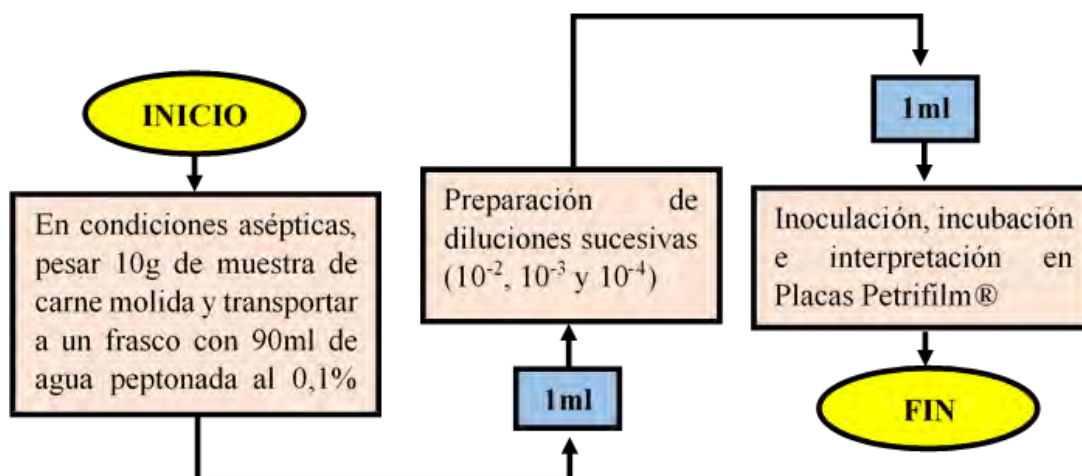 INICIO
En condiciones asépticas,
pesar 10g de muestra de
carne molida y transportar
a un frasco con 90ml de
agua peptonada al 0,1%
1ml
Preparación de
diluciones sucesivas
(10⁻², 10⁻³ y 10⁻⁴)
1ml
Inoculación, incubación
e interpretación en
Placas Petrifilm®
FIN